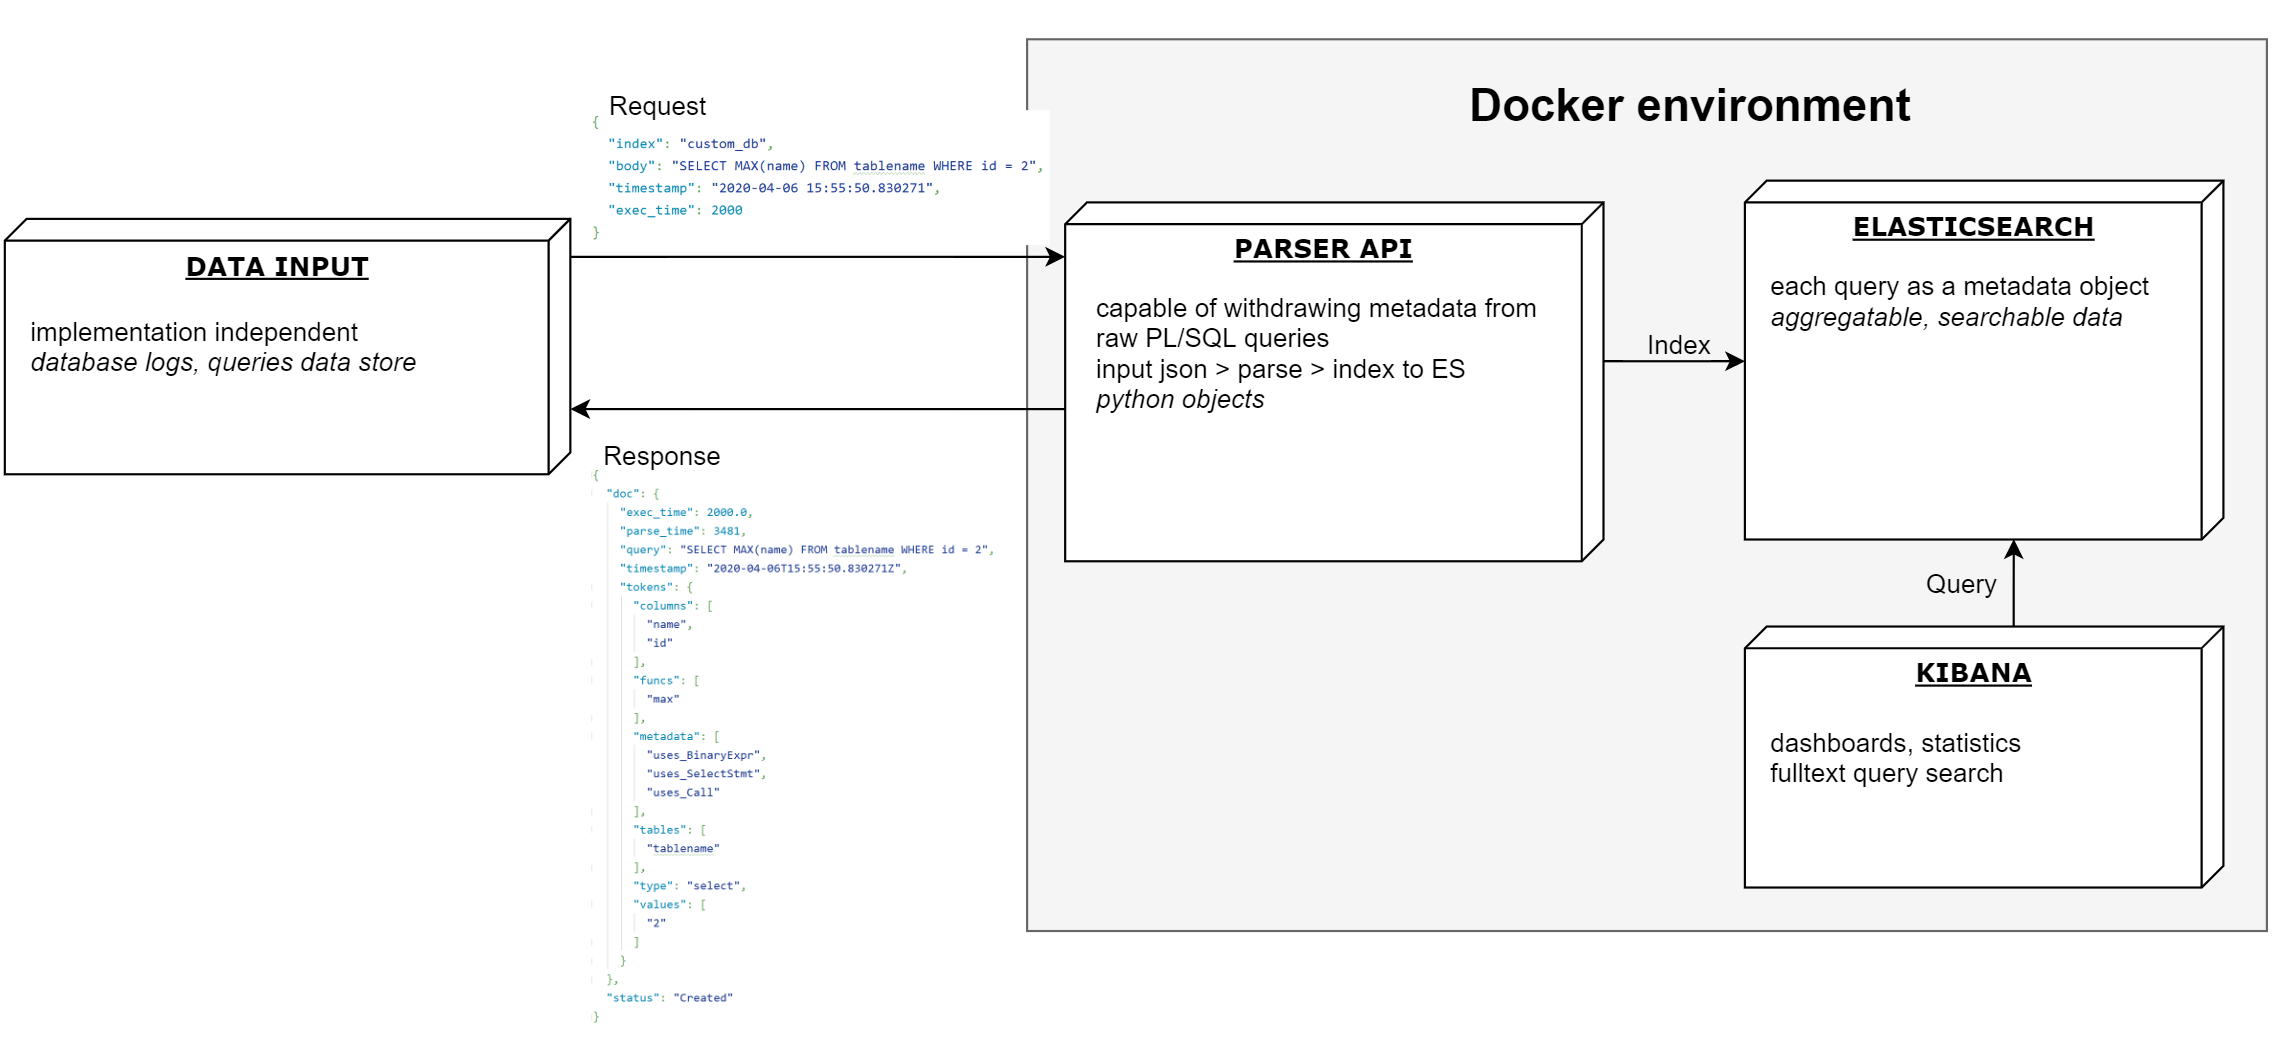 Docker environment
Request
{
"index": "custom_db",
"body": "SELECT MAX(name) FROM tablename WHERE id = 2",
"timestamp": "2020-04-06 15:55:50.830271",
"exec_time": 2000
}
DATA INPUT
implementation independent
database logs, queries data store
PARSER API
capable of withdrawing metadata from
raw PL/SQL queries
input json > parse > index to ES
python objects
Index
ELASTICSEARCH
each query as a metadata object
aggregatable, searchable data
Query
KIBANA
dashboards, statistics
fulltext query search
Response
{
"doc": {
"exec_time": 2000.0,
"parse_time": 3481,
"query": "SELECT MAX(name) FROM tablename WHERE id = 2",
"timestamp": "2020-04-06T15:55:50.830271Z",
"tokens": {
"columns": [
"name",
"id"
],
"funcs": [
"max"
],
"metadata": [
"uses_BinaryExpr",
"uses_SelectStmt",
"uses_Call"
],
"tables": [
"tablename"
],
"type": "select",
"values": [
"2"
]
}
},
"status": "Created"
}